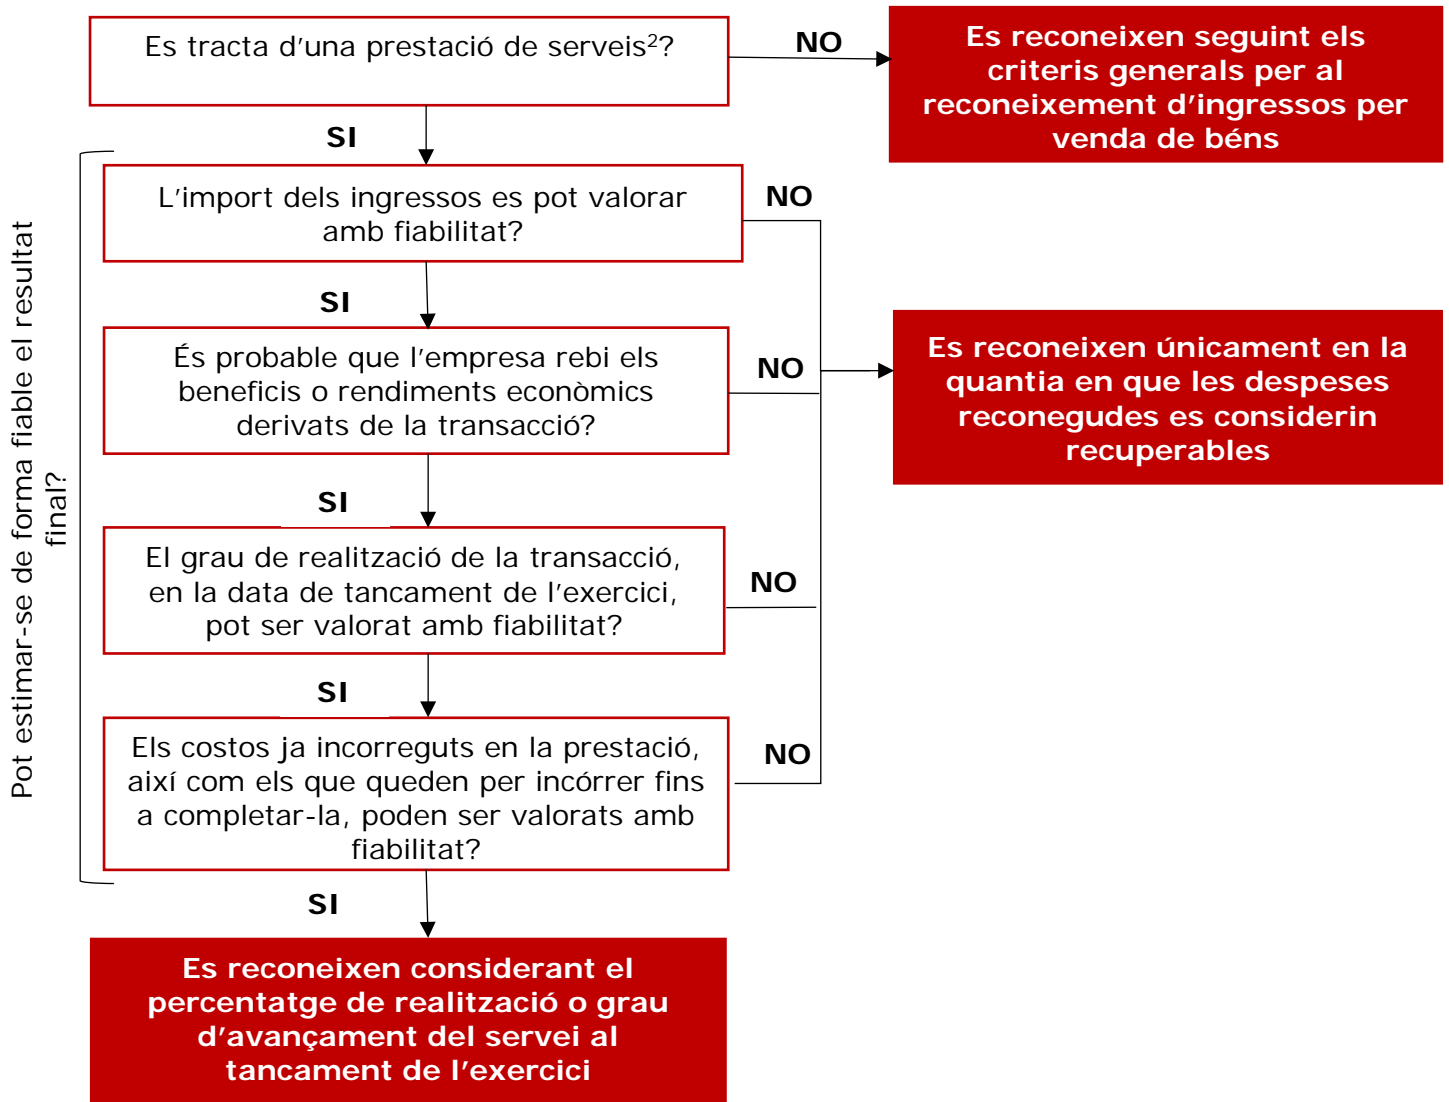 Es tracta d'una prestació de serveis²?
NO
Es reconeixen seguint els
criteris generals per al
reconeixement d'ingressos per
venda de béns
SI
Pot estimar-se de forma fiable el resultat
final?
L'import dels ingressos es pot valorar
amb fiabilitat?
NO
SI
És probable que l'empresa rebi els
beneficis o rendiments econòmics
derivats de la transacció?
NO
Es reconeixen únicament en la
quantia en que les despeses
reconegudes es considerin
recuperables
SI
El grau de realització de la transacció,
en la data de tancament de l'exercici,
pot ser valorat amb fiabilitat?
NO
SI
Els costos ja incorreguts en la prestació,
així com els que queden per incórrer fins
a completar-la, poden ser valorats amb
fiabilitat?
NO
SI
Es reconeixen considerant el
percentatge de realització o grau
d'avançament del servei al
tancament de l'exercici